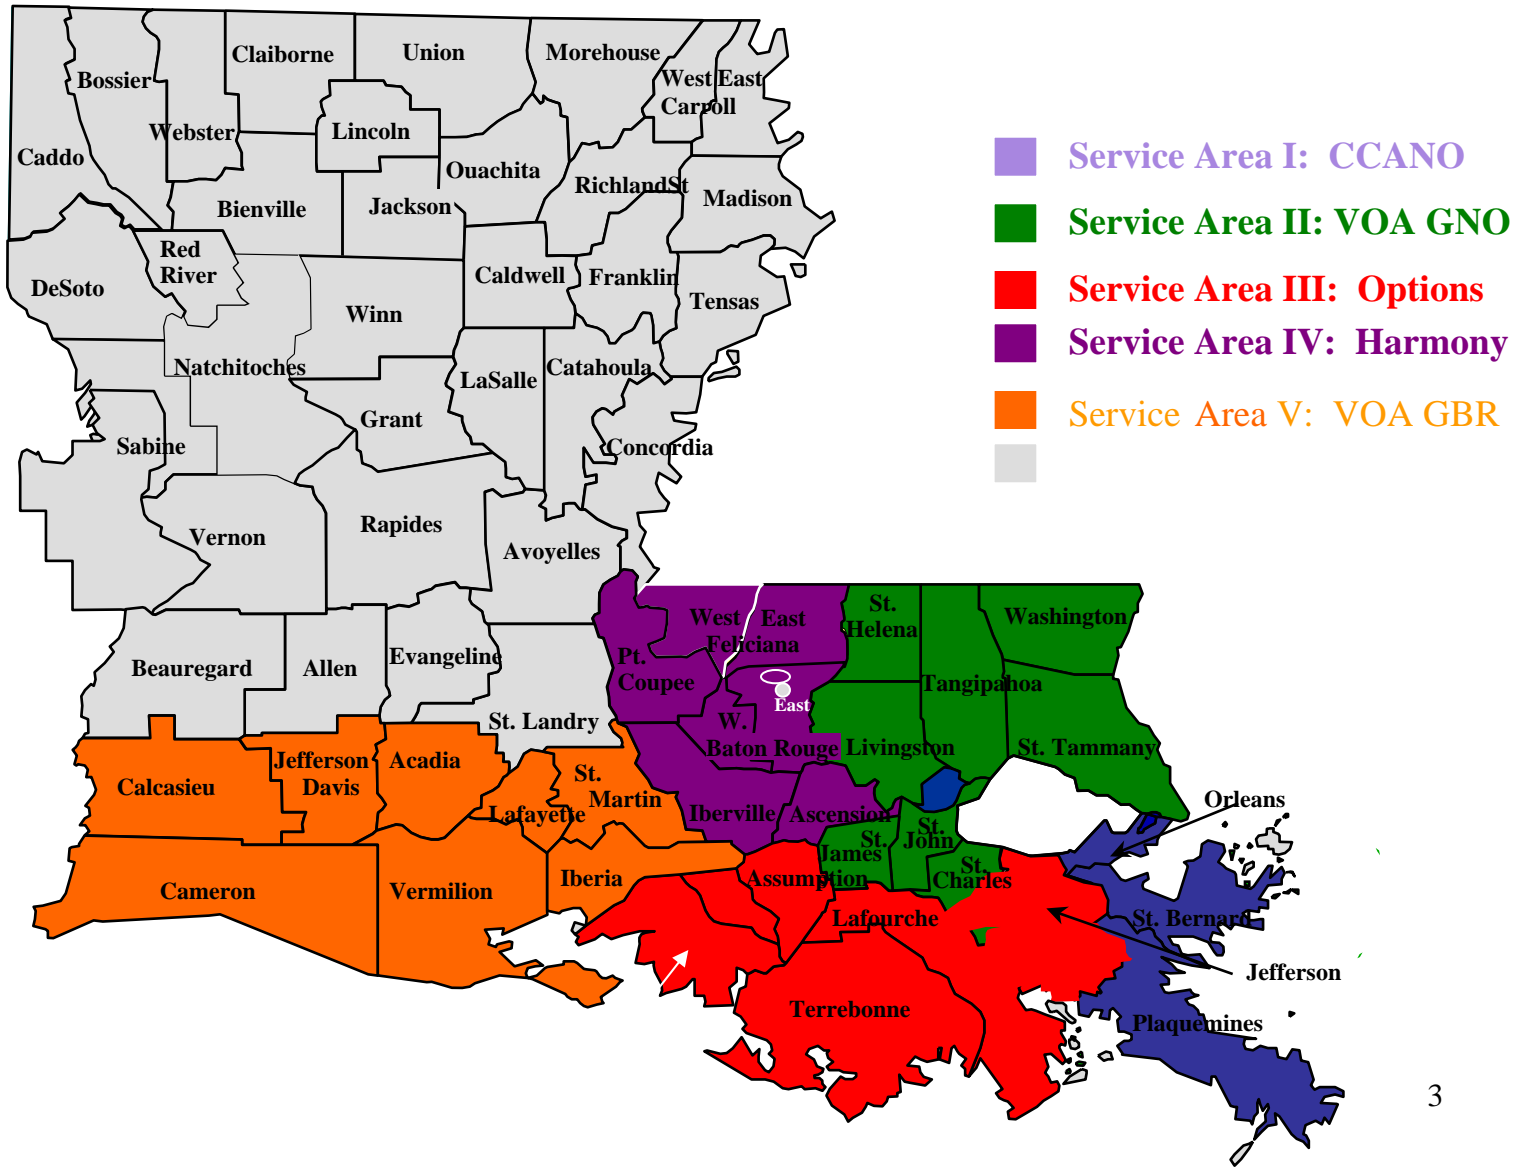 Claiborne
Union
Morehouse
Bossier
West East
Carroll
Webster
Lincoln
Caddo
Ouachita
RichlandSt
Madison
Bienville
Jackson
Red
River
DeSoto
Caldwell
Franklin
Tensas
Winn
Natchitoches
LaSalle
Catahoula
Grant
Sabine
Concordia
Vernon
Rapides
Avoyelles
Service Area I: CCANO
Service Area II: VOA GNO
Service Area III: Options
Service Area IV: Harmony
Service Area V: VOA GBR
Beauregard
Allen
Evangeline
St. Landry
West East
Feliciana
Pt.
Coupee
St.
Helena
Washington
Tangipahoa
East
W.
Baton Rouge
Livingston
St. Tammany
Calcasieu
Jefferson
Davis
Acadia
Lafayette
St.
Martin
Iberville
Ascension
St.
James
St.
John
St.
Charles
Orleans
Cameron
Vermilion
Iberia
Assumption
Lafourche
St. Bernard
Jefferson
Terrebonne
Plaquemines
3